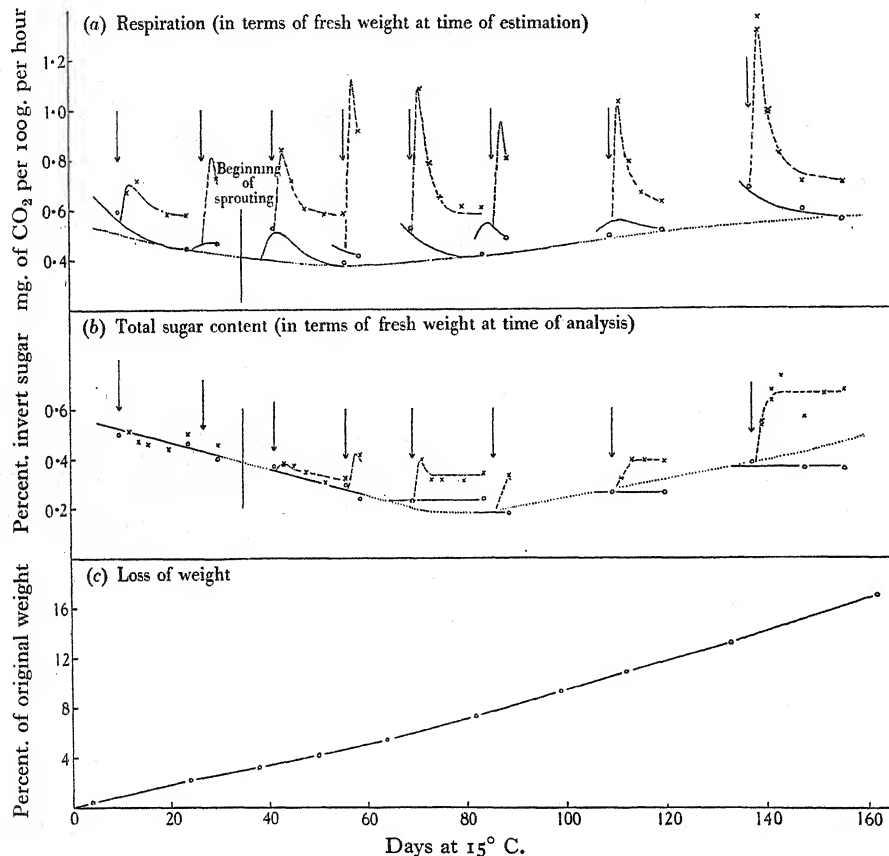 (a) Respiration (in terms of fresh weight at time of estimation)
mg. of CO₂ per 100g. per hour
1·2
1·0
0·8
0·6
0·4
Beginning
of
sprouting
(b) Total sugar content (in terms of fresh weight at time of analysis)
Percent. invert sugar
0·6
0·4
0·2
(c) Loss of weight
Percent. of original weight
16
12
8
4
0
20
40
60
80
100
120
140
160
Days at 15° C.